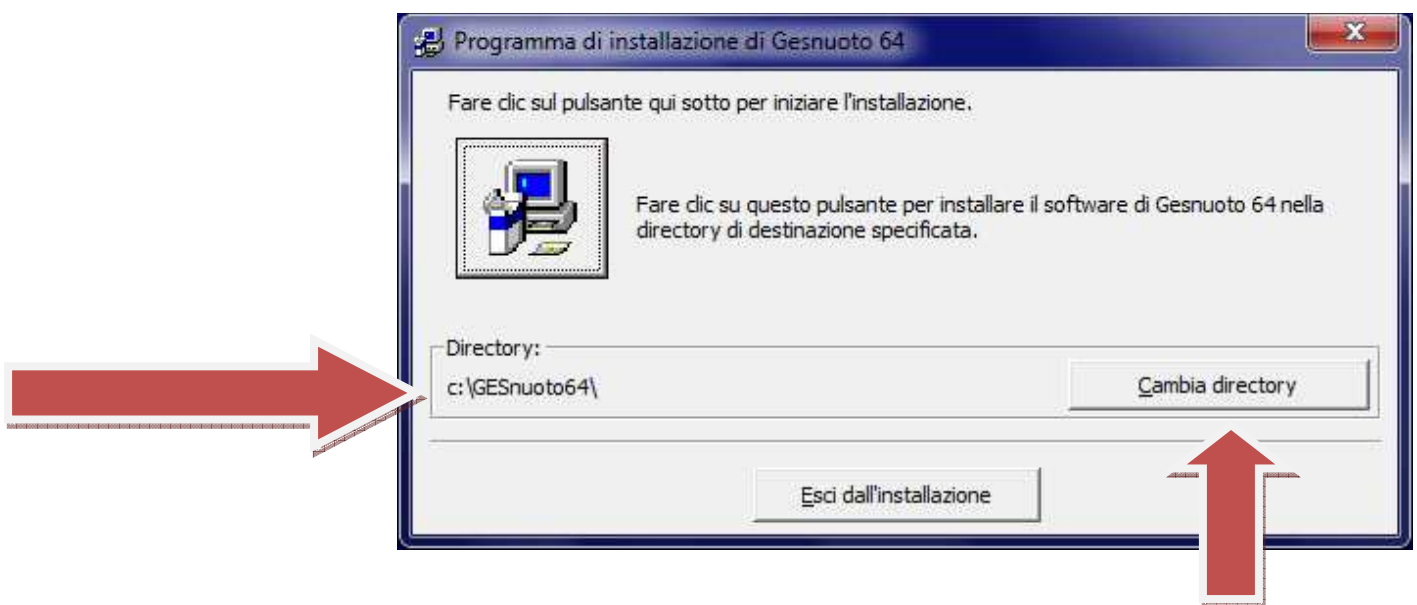 Programma di installazione di Gesnuoto 64
Fare clic sul pulsante qui sotto per iniziare l'installazione.
Fare clic su questo pulsante per installare il software di Gesnuoto 64 nella
directory di destinazione specificata.
Directory:
c:\GESnuoto64\
Cambia directory
Esci dall'installazione